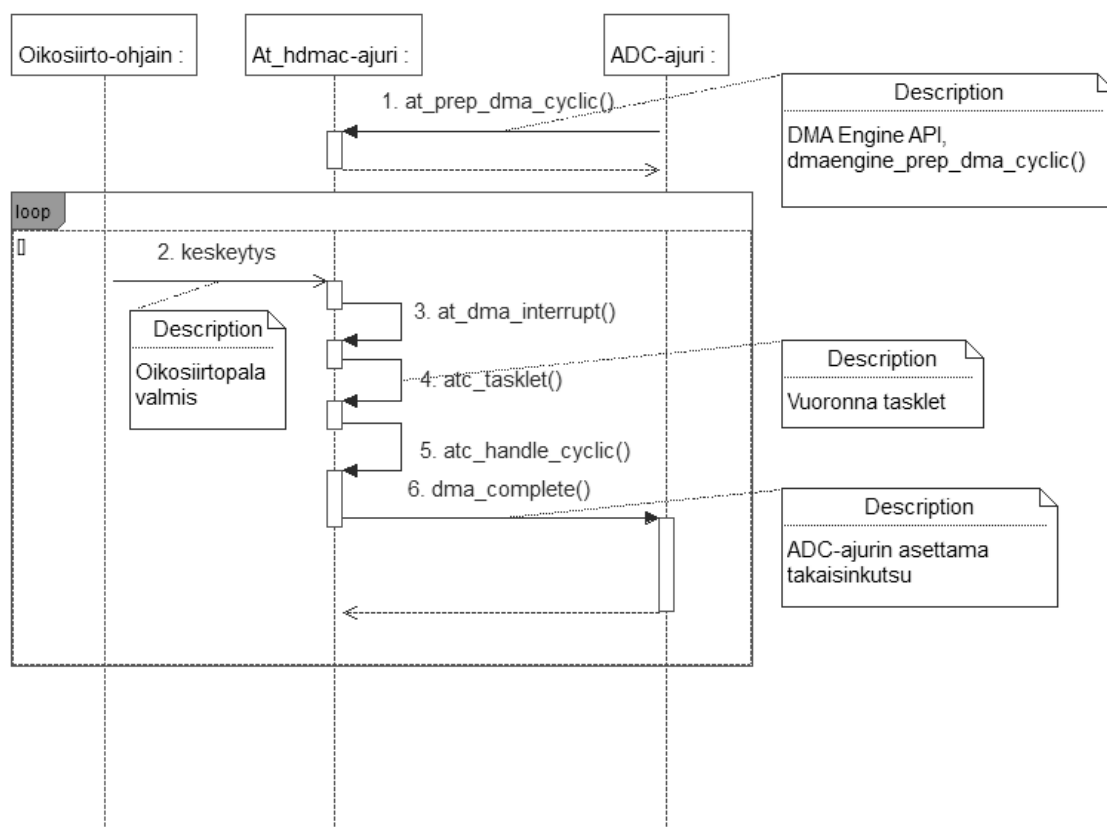 Oikosiirto-ohjain :
At_hdmac-ajuri :
ADC-ajuri :
1. at_prep_dma_cyclic()
Description
DMA Engine API,
dmaengine_prep_dma_cyclic()
loop
[]
2. keskeytys
Description
Oikosiirtopala
valmis
3. at_dma_interrupt()
4. atc_tasklet()
Description
Vuoronna tasklet
5. atc_handle_cyclic()
6. dma_complete()
Description
ADC-ajurin asettama
takaisinkutsu